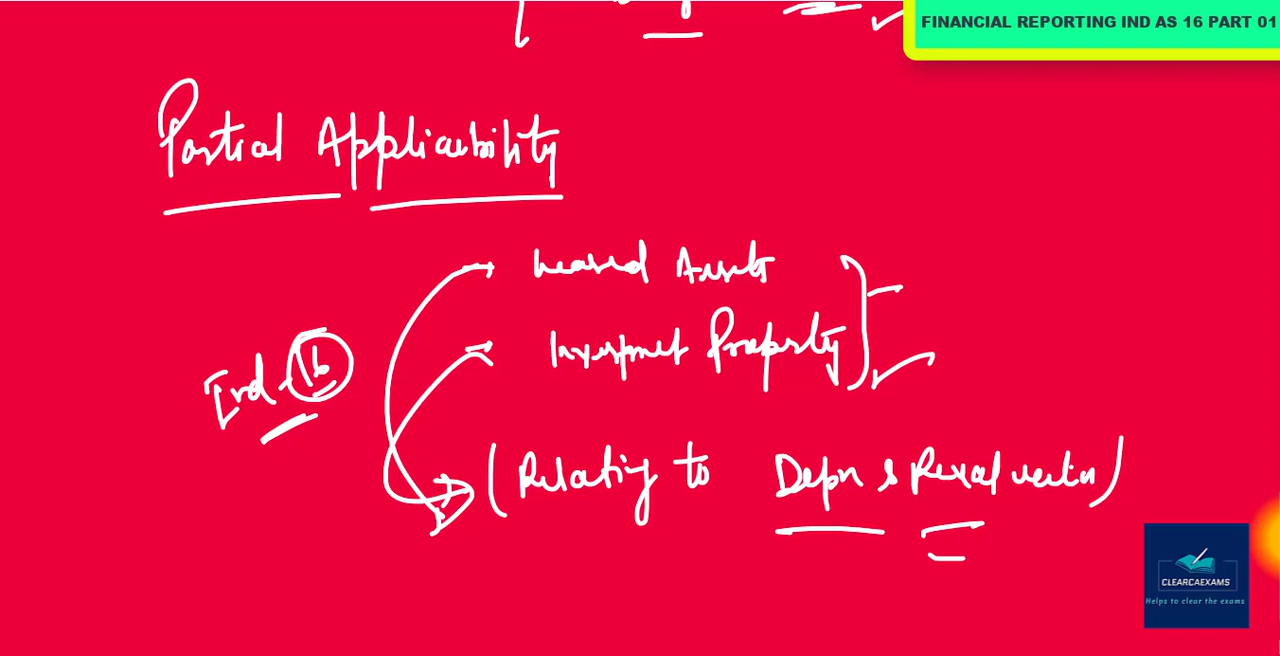 FINANCIAL REPORTING IND AS 16 PART 01
Partial Applicability
Leased Assets
Investment Property
Ind 16
(Relating to Depn & Revaluation)
CLEARCAEXAMS
Helps to clear the exams